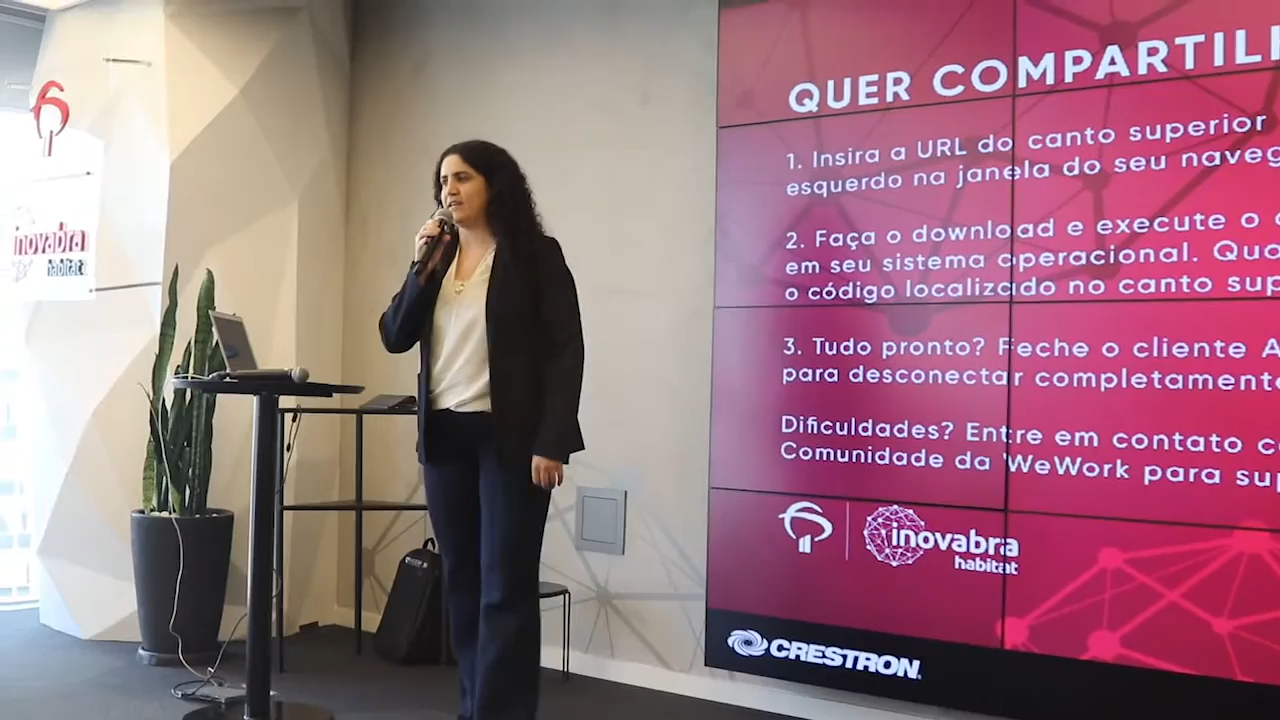 inovabra
habitat
QUER COMPARTIL
1. Insira a URL do canto superior
esquerdo na janela do seu naveg
2. Faça o download e execute o
em seu sistema operacional. Qua
o código localizado no canto sup
3. Tudo pronto? Feche o cliente A
para desconectar completamente
Dificuldades? Entre em contato c
Comunidade da WeWork para sup
inovabra
habitat
CRESTRON